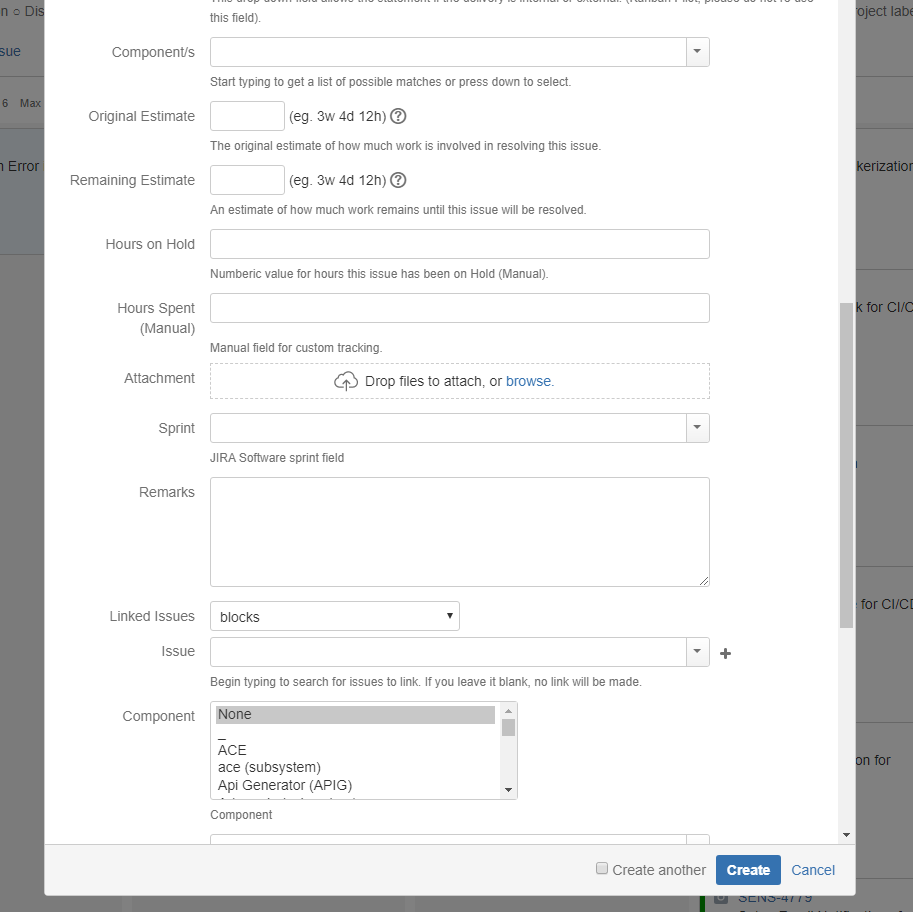 n ○ Dis
This drop down field allows the statement if the delivery is internal or external. (Kanban Pilot, please do not re-use
this field).
oject labe
sue
Component/s
Start typing to get a list of possible matches or press down to select.
6 Max
Original Estimate (eg. 3w 4d 12h)
The original estimate of how much work is involved in resolving this issue.
n Error
kerization
Remaining Estimate (eg. 3w 4d 12h)
An estimate of how much work remains until this issue will be resolved.
Hours on Hold
Numberic value for hours this issue has been on Hold (Manual).
Hours Spent
(Manual)
k for CI/C
Manual field for custom tracking.
Attachment Drop files to attach, or browse.
Sprint
JIRA Software sprint field
Remarks
Linked Issues blocks
for CI/CD
Issue
Begin typing to search for issues to link. If you leave it blank, no link will be made.
Component None
_
ACE
ace (subsystem)
Api Generator (APIG)
on for
Component
Create another Create Cancel
SENS-4779